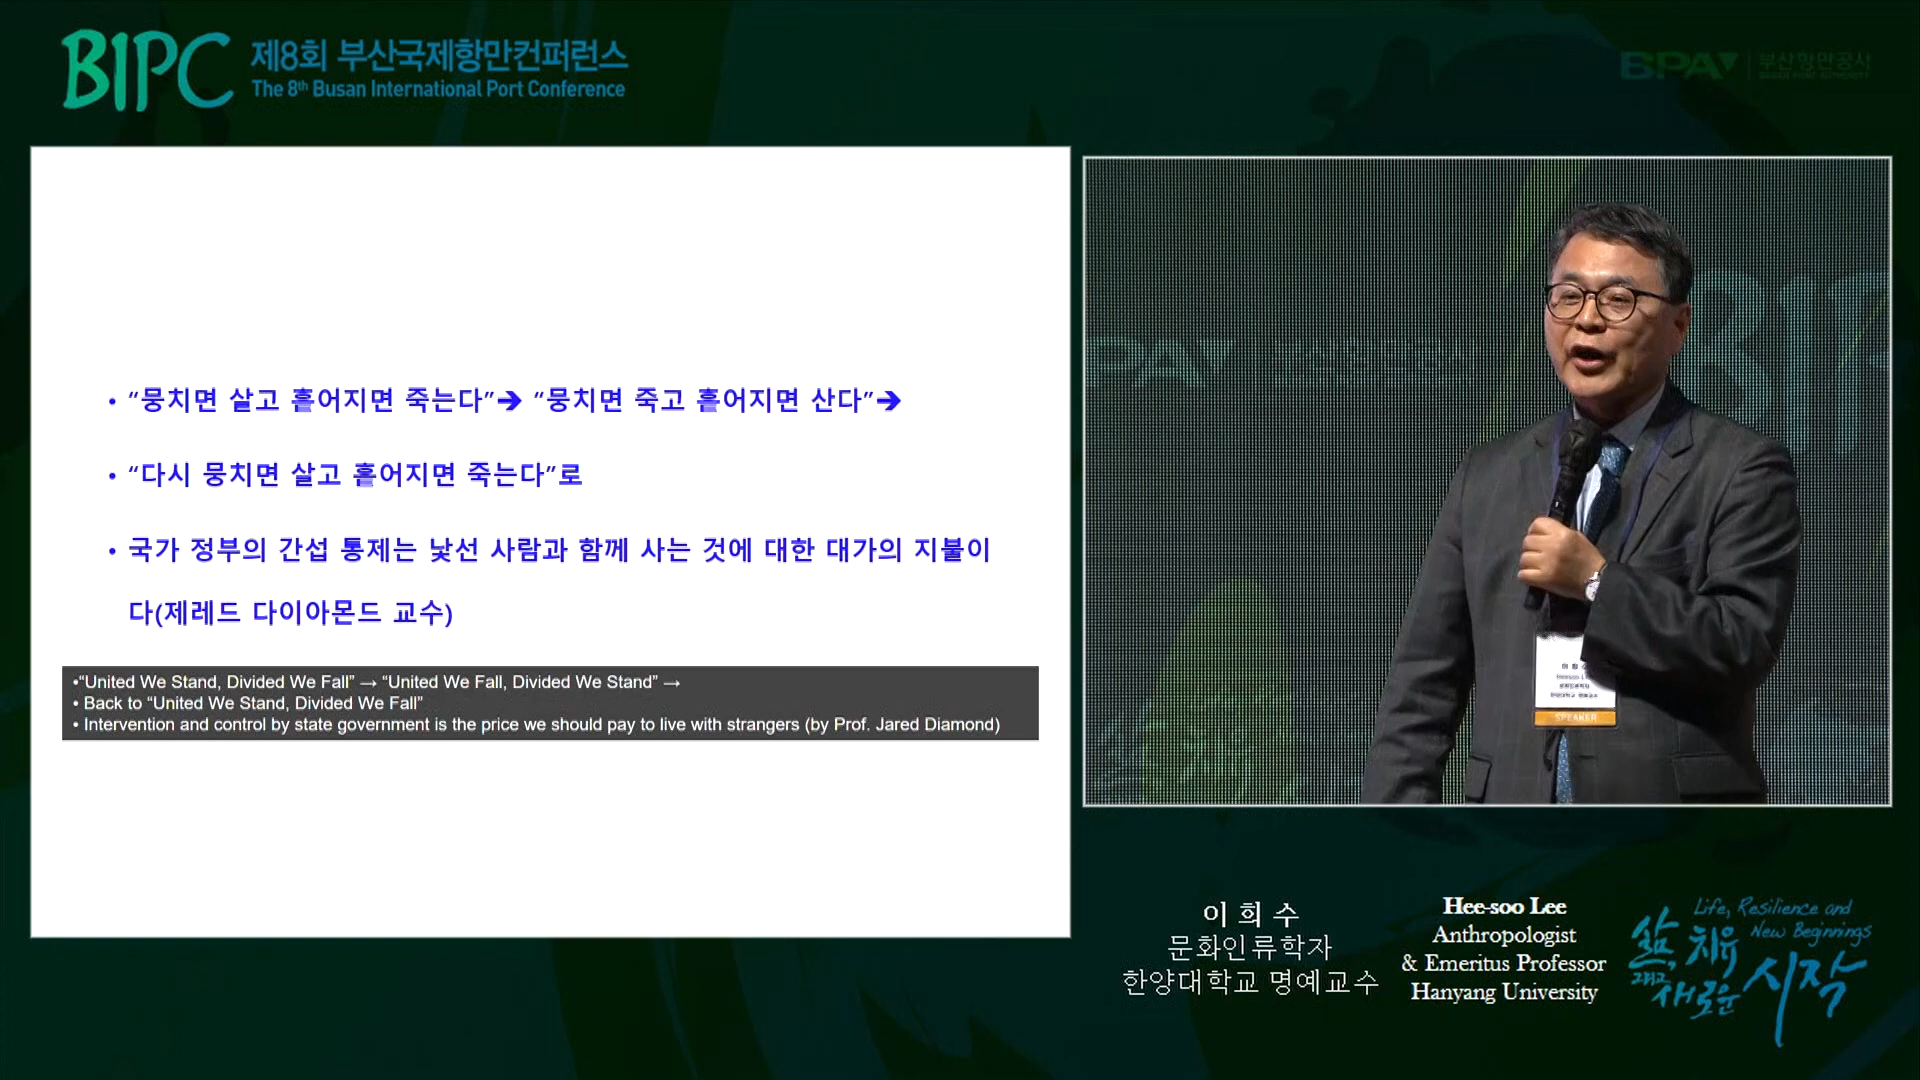 BIPC 제8회 부산국제항만컨퍼런스
The 8th Busan International Port Conference
BPA 부산항만공사
• “뭉치면 살고 흩어지면 죽는다”➔ “뭉치면 죽고 흩어지면 산다”➔
• “다시 뭉치면 살고 흩어지면 죽는다”로
• 국가 정부의 간섭 통제는 낯선 사람과 함께 사는 것에 대한 대가의 지불이
다(제레드 다이아몬드 교수)
•“United We Stand, Divided We Fall” → “United We Fall, Divided We Stand” →
• Back to “United We Stand, Divided We Fall”
• Intervention and control by state government is the price we should pay to live with strangers (by Prof. Jared Diamond)
SPEAKER
이 희 수
문화인류학자
한양대학교 명예교수
Hee-soo Lee
Anthropologist
& Emeritus Professor
Hanyang University
Life, Resilience and
New Beginnings
삶, 치유
그리고
새로운 시작